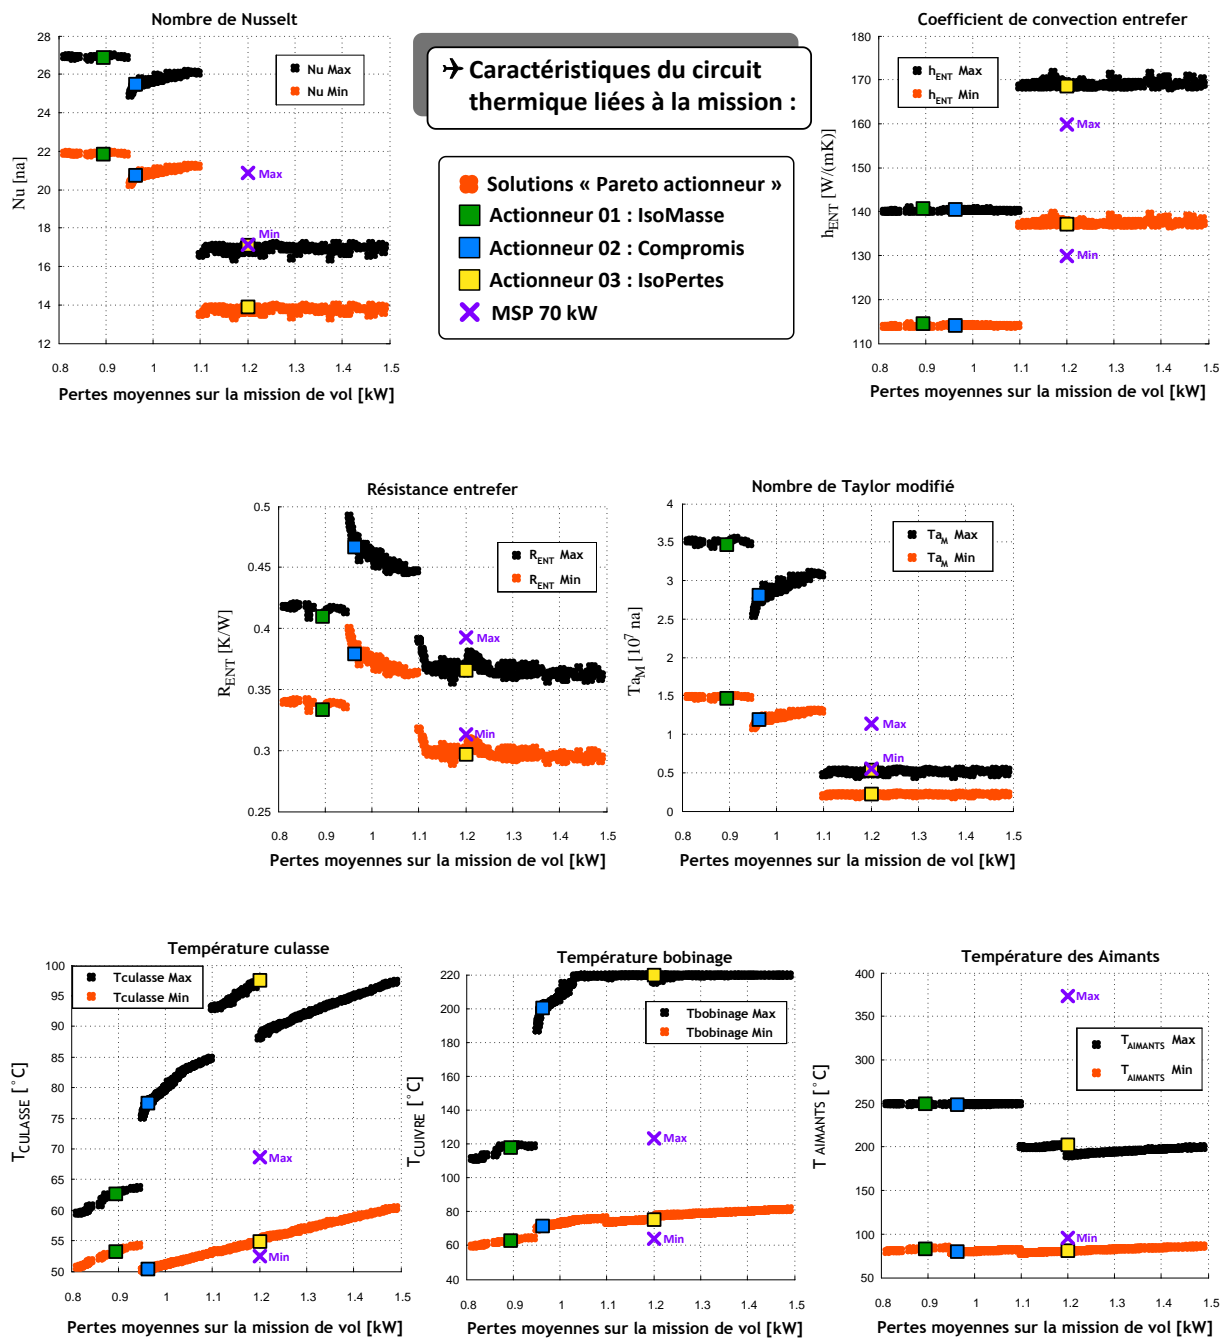 Nombre de Nusselt
28
26
24
22
20
18
16
14
12
Nu [na]
Nu Max
Nu Min
Max
Min
0.8 0.9 1 1.1 1.2 1.3 1.4 1.5
Pertes moyennes sur la mission de vol [kW]
✈ Caractéristiques du circuit
thermique liées à la mission :
Solutions « Pareto actionneur »
Actionneur 01 : IsoMasse
Actionneur 02 : Compromis
Actionneur 03 : IsoPertes
MSP 70 kW
Coefficient de convection entrefer
180
170
160
150
140
130
120
110
hENT [W/(mK)]
hENT Max
hENT Min
Max
Min
0.8 0.9 1 1.1 1.2 1.3 1.4 1.5
Pertes moyennes sur la mission de vol [kW]
Résistance entrefer
0.5
0.45
0.4
0.35
0.3
0.25
RENT [K/W]
RENT Max
RENT Min
Max
Min
0.8 0.9 1 1.1 1.2 1.3 1.4 1.5
Pertes moyennes sur la mission de vol [kW]
Nombre de Taylor modifié
4
3.5
3
2.5
2
1.5
1
0.5
0
TaM [10⁷ na]
TaM Max
TaM Min
Max
Min
0.8 0.9 1 1.1 1.2 1.3 1.4 1.5
Pertes moyennes sur la mission de vol [kW]
Température culasse
100
95
90
85
80
75
70
65
60
55
50
TCULASSE [°C]
Tculasse Max
Tculasse Min
Max
Min
0.8 0.9 1 1.1 1.2 1.3 1.4 1.5
Pertes moyennes sur la mission de vol [kW]
Température bobinage
220
200
180
160
140
120
100
80
60
40
TCUIVRE [°C]
Tbobinage Max
Tbobinage Min
Max
Min
0.8 0.9 1 1.1 1.2 1.3 1.4 1.5
Pertes moyennes sur la mission de vol [kW]
Température des Aimants
400
350
300
250
200
150
100
50
T AIMANTS [°C]
TAIMANTS Max
TAIMANTS Min
Max
Min
0.8 0.9 1 1.1 1.2 1.3 1.4 1.5
Pertes moyennes sur la mission de vol [kW]